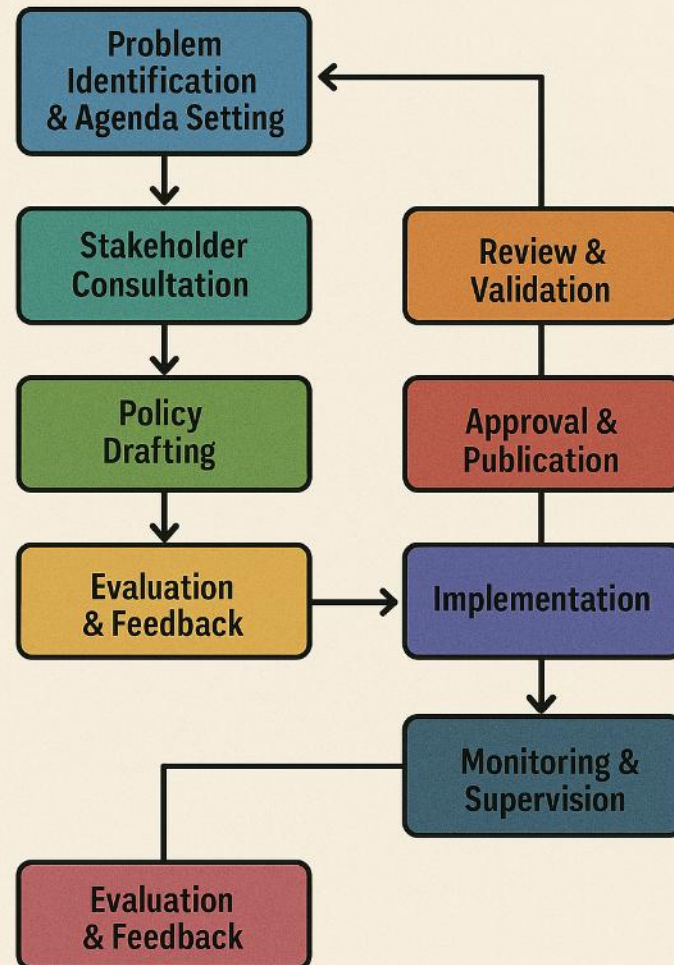 Problem
Identification
& Agenda Setting
Stakeholder
Consultation
Review &
Validation
Policy
Drafting
Approval &
Publication
Evaluation
& Feedback
Implementation
Monitoring &
Supervision
Evaluation
& Feedback